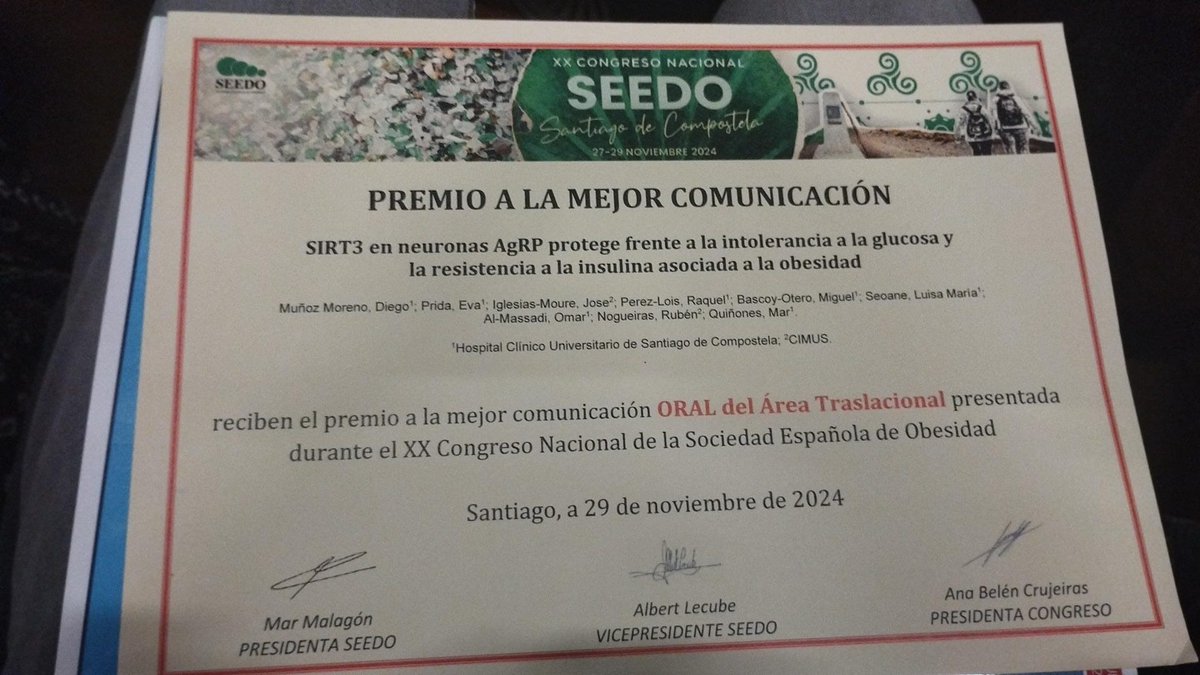 SEEDO
XX CONGRESO NACIONAL
SEEDO
Santiago de Compostela
27-29 NOVIEMBRE 2024
PREMIO A LA MEJOR COMUNICACIÓN
SIRT3 en neuronas AgRP protege frente a la intolerancia a la glucosa y
la resistencia a la insulina asociada a la obesidad
Muñoz Moreno, Diego¹; Prida, Eva¹; Iglesias-Moure, Jose²; Perez-Lois, Raquel¹; Bascoy-Otero, Miguel¹; Seoane, Luisa Maria¹;
Al-Massadi, Omar¹; Nogueiras, Rubén²; Quiñones, Mar¹.
¹Hospital Clínico Universitario de Santiago de Compostela; ²CIMUS.
reciben el premio a la mejor comunicación ORAL del Área Traslacional presentada
durante el XX Congreso Nacional de la Sociedad Española de Obesidad
Santiago, a 29 de noviembre de 2024
Mar Malagón
PRESIDENTA SEEDO
Albert Lecube
VICEPRESIDENTE SEEDO
Ana Belén Crujeiras
PRESIDENTA CONGRESO